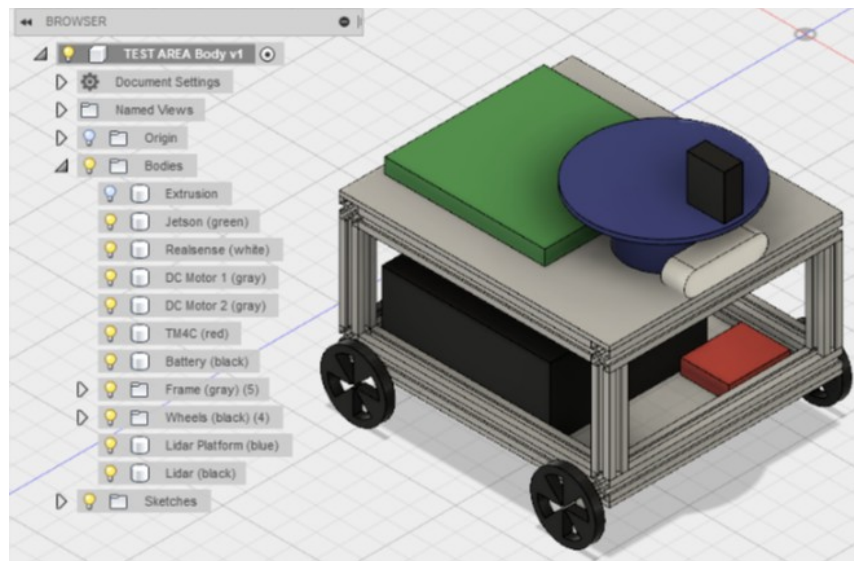 BROWSER
TEST AREA Body v1
Document Settings
Named Views
Origin
Bodies
Extrusion
Jetson (green)
Realsense (white)
DC Motor 1 (gray)
DC Motor 2 (gray)
TM4C (red)
Battery (black)
Frame (gray) (5)
Wheels (black) (4)
Lidar Platform (blue)
Lidar (black)
Sketches